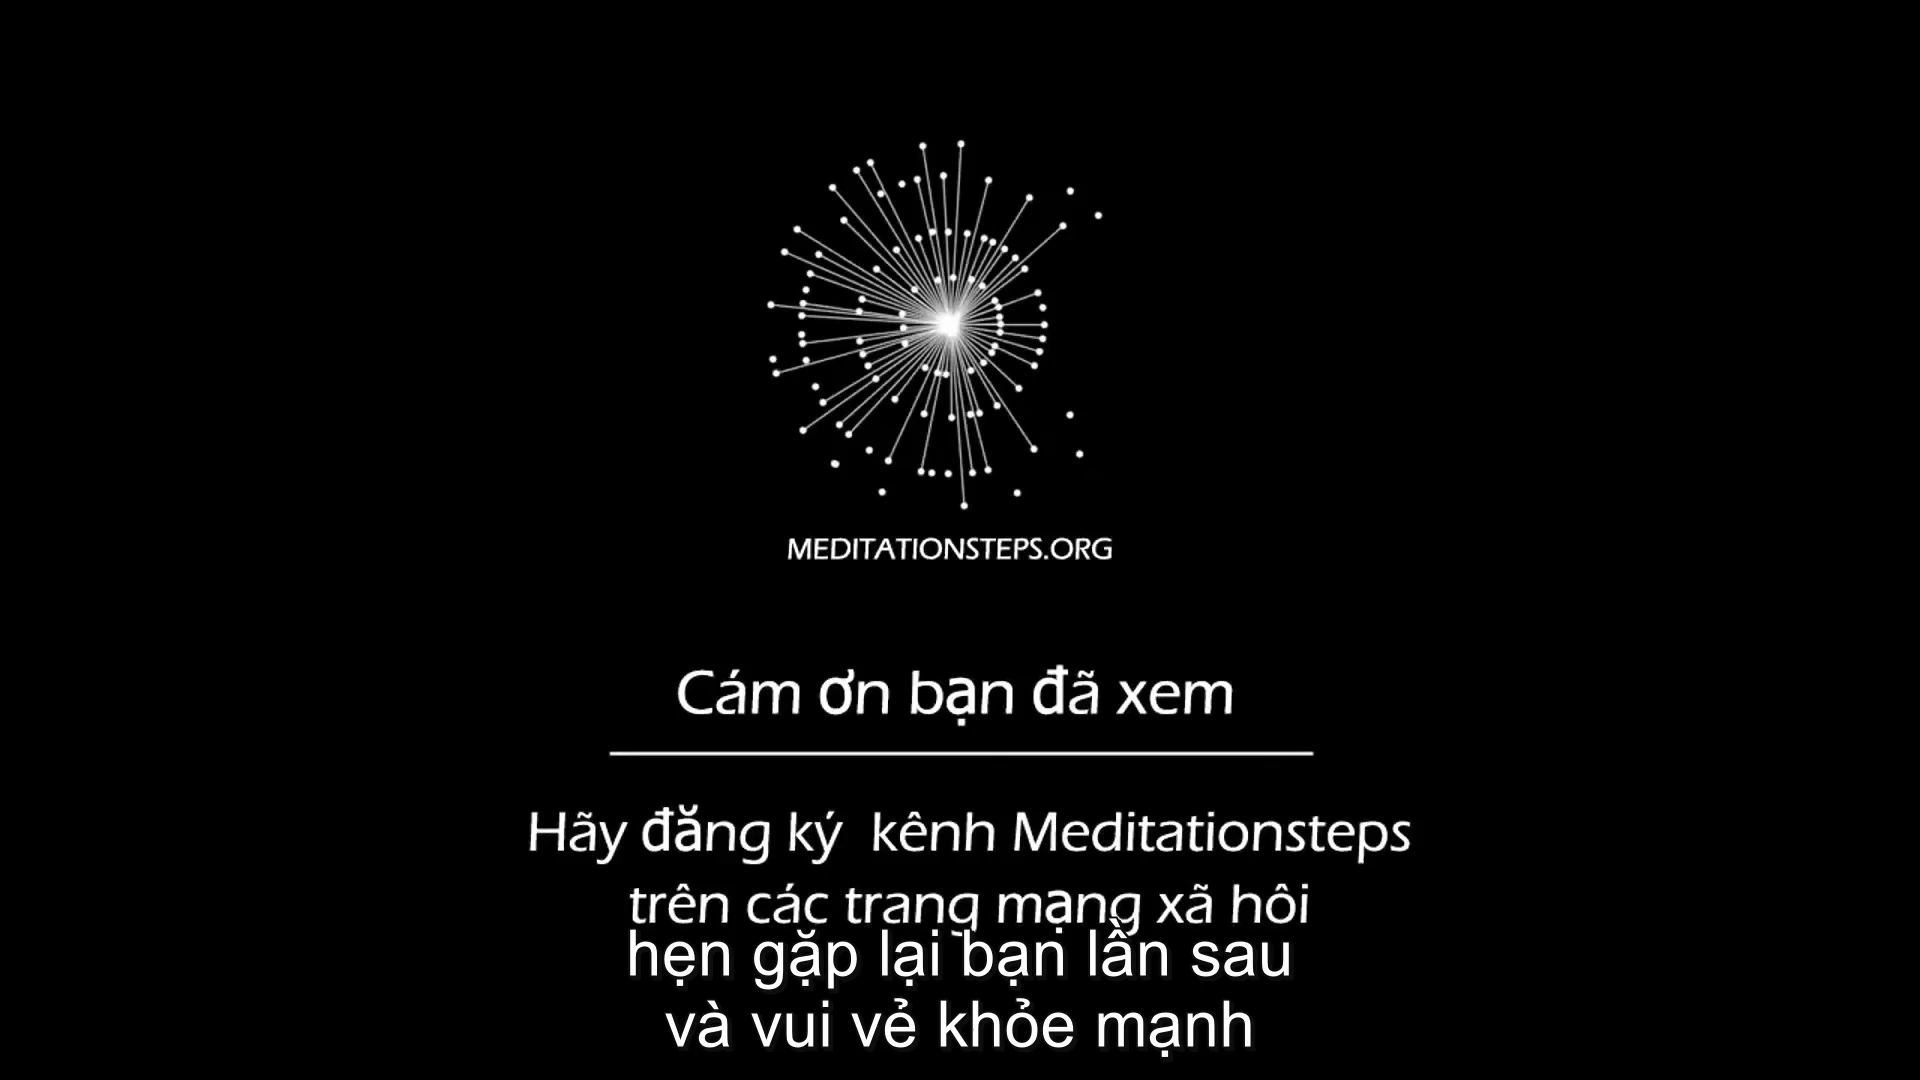 MEDITATIONSTEPS.ORG
Cám ơn bạn đã xem
Hãy đăng ký kênh Meditationsteps
trên các trang mạng xã hôi
hẹn gặp lại bạn lần sau
và vui vẻ khỏe mạnh